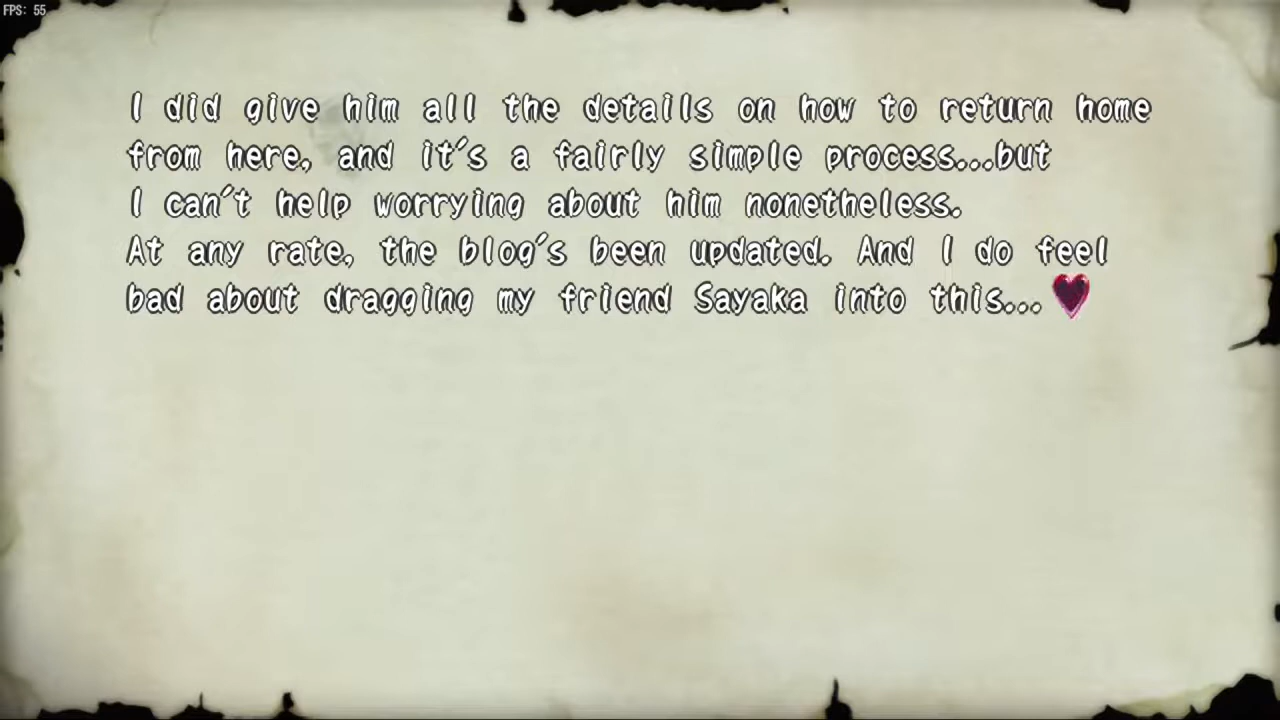 FPS: 55
I did give him all the details on how to return home
from here, and it's a fairly simple process...but
I can't help worrying about him nonetheless.
At any rate, the blog's been updated. And I do feel
bad about dragging my friend Sayaka into this...